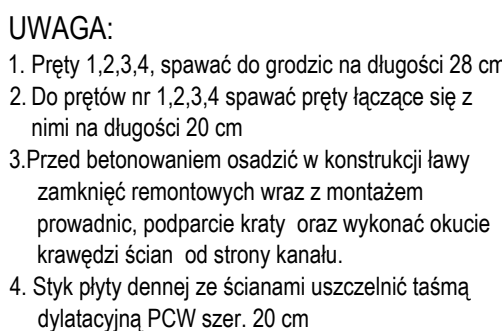 UWAGA:
1. Pręty 1,2,3,4, spawać do grodzic na długości 28 cm
2. Do prętów nr 1,2,3,4 spawać pręty łączące się z
nimi na długości 20 cm
3.Przed betonowaniem osadzić w konstrukcji ławy
zamknięć remontowych wraz z montażem
prowadnic, podparcie kraty oraz wykonać okucie
krawędzi ścian od strony kanału.
4. Styk płyty dennej ze ścianami uszczelnić taśmą
dylatacyjną PCW szer. 20 cm